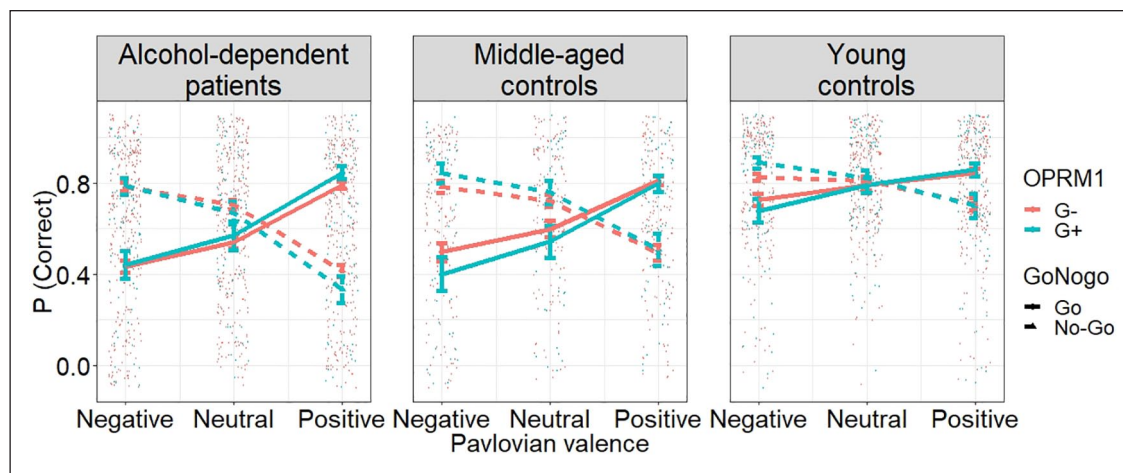 Alcohol-dependent
patients
Middle-aged
controls
Young
controls
P (Correct)
0.8
0.4
0.0
Negative Neutral Positive
Negative Neutral Positive
Negative Neutral Positive
Pavlovian valence
OPRM1
G-
G+
GoNogo
Go
No-Go